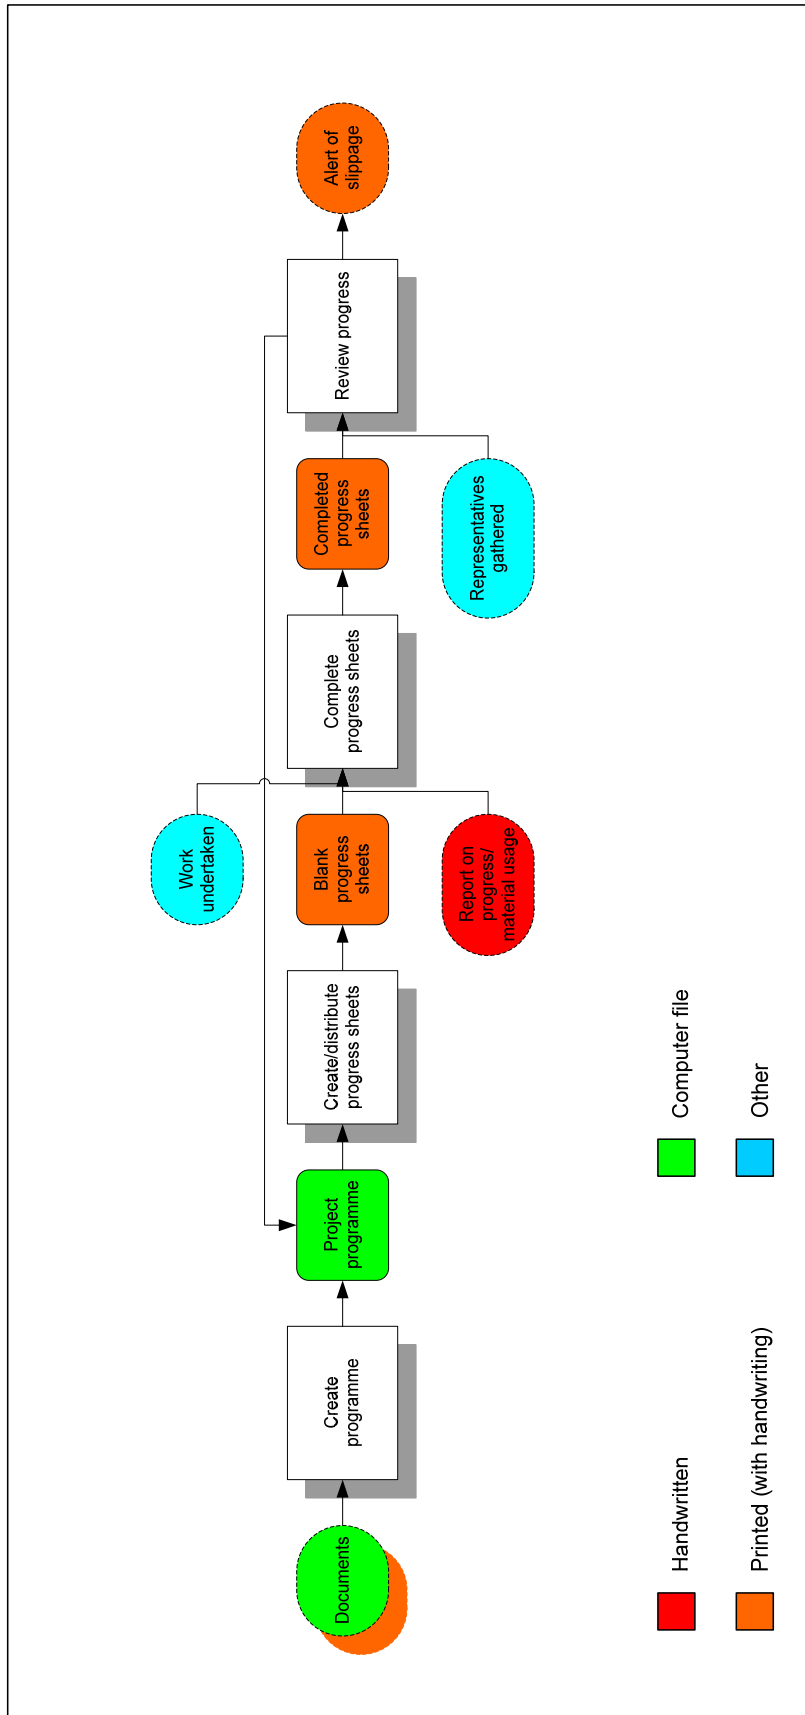 Documents
Create
programme
Project
programme
Create/distribute
progress sheets
Work
undertaken
Blank
progress
sheets
Report on
progress/
material usage
Complete
progress sheets
Completed
progress
sheets
Representatives
gathered
Review progress
Alert of
slippage
Handwritten
Computer file
Printed (with handwriting)
Other